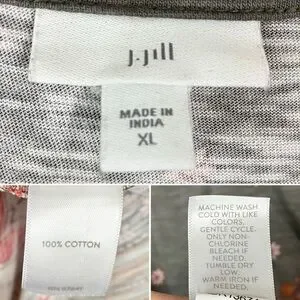 J.Jill
MADE IN
INDIA
XL
100% COTTON
MACHINE WASH
COLD WITH LIKE
COLORS,
GENTLE CYCLE.
ONLY NON-
CHLORINE
BLEACH IF
NEEDED.
TUMBLE DRY
LOW.
WARM IRON IF
NEEDED.